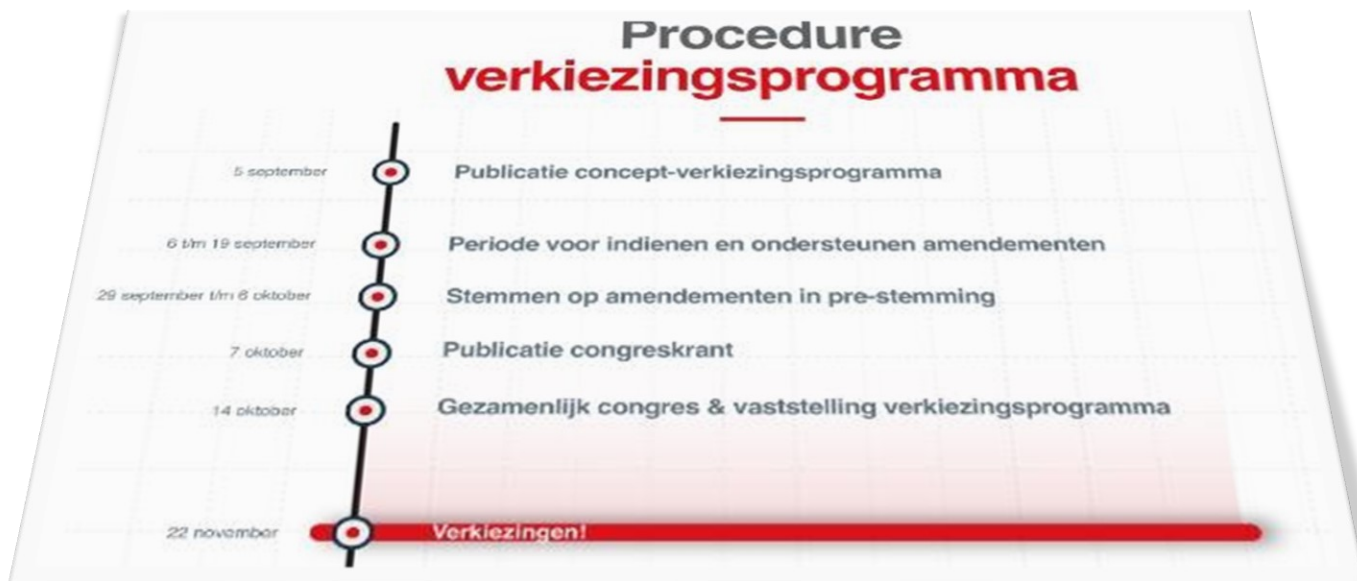 Procedure
verkiezingsprogramma
5 september Publicatie concept-verkiezingsprogramma
6 t/m 19 september Periode voor indienen en ondersteunen amendementen
29 september t/m 6 oktober Stemmen op amendementen in pre-stemming
7 oktober Publicatie congreskrant
14 oktober Gezamenlijk congres & vaststelling verkiezingsprogramma
22 november Verkiezingen!